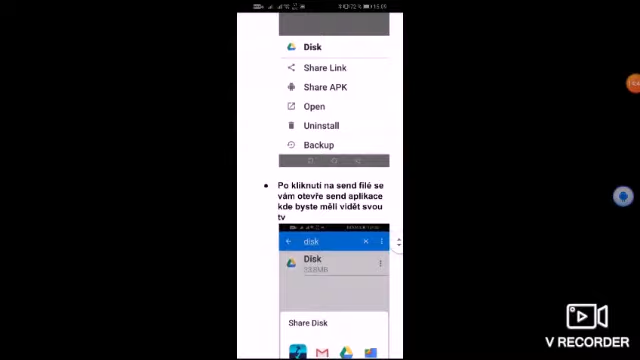 Disk
Share Link
Share APK
Open
Uninstall
Backup
Po kliknutí na send filé se
vám otevře send aplikace
kde byste měli vidět svou
tv
disk
Disk
Share Disk
V RECORDER